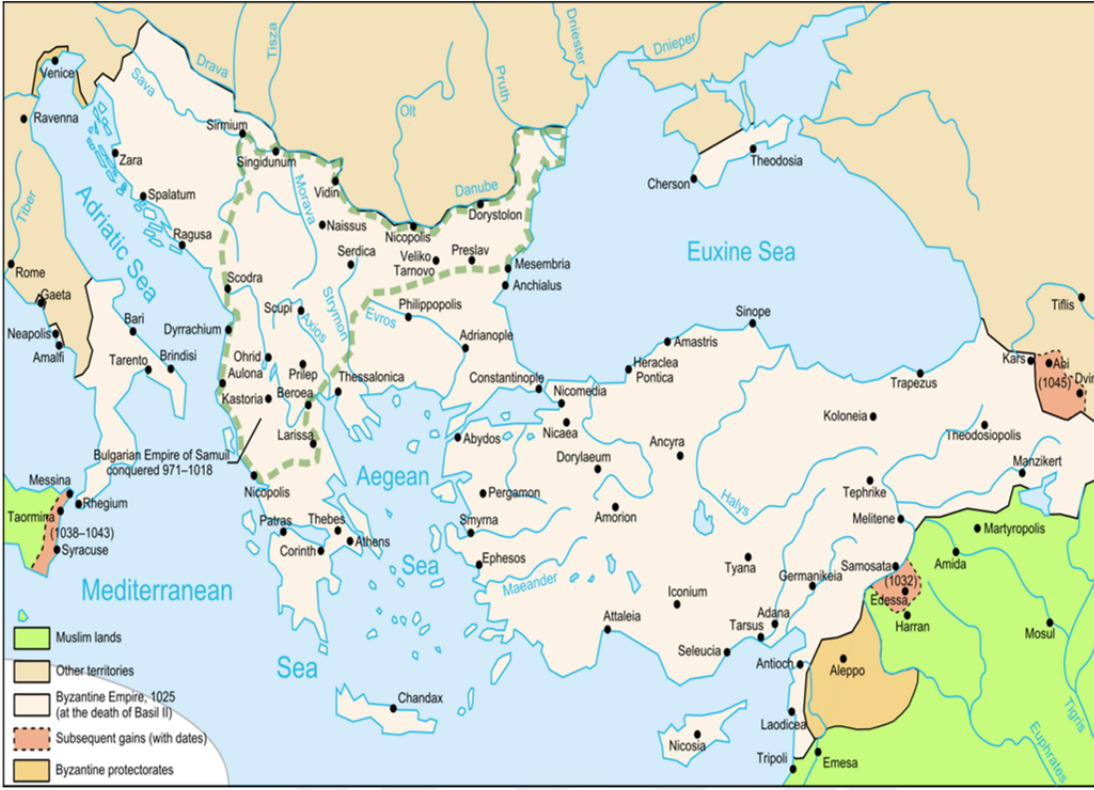 Venice
Ravenna
Tiber
Rome
Gaeta
Neapolis
Amalfi
Adriatic Sea
Bari
Tarento
Brindisi
Messina
Rhegium
Taormina
(1038–1043)
Syracuse
Drava
Sava
Tisza
Sirmium
Singidunum
Zara
Spalatum
Ragusa
Morava
Vidin
Naissus
Serdica
Scodra
Scupi
Axios
Strymon
Dyrrachium
Ohrid
Aulona
Prilep
Kastoria
Beroea
Thessalonica
Larissa
Bulgarian Empire of Samuil
conquered 971–1018
Nicopolis
Patras
Thebes
Athens
Corinth
Olt
Pruth
Dniester
Dnieper
Danube
Dorystolon
Nicopolis
Veliko
Tarnovo
Preslav
Mesembria
Anchialus
Philippopolis
Evros
Adrianople
Constantinople
Cherson
Theodosia
Euxine Sea
Sinope
Amastris
Heraclea
Pontica
Nicomedia
Nicaea
Abydos
Aegean
Sea
Pergamon
Smyrna
Ephesos
Maeander
Dorylaeum
Ancyra
Amorion
Halys
Iconium
Tyana
Attaleia
Seleucia
Tarsus
Adana
Germanikeia
Trapezus
Koloneia
Tephrike
Melitene
Samosata
(1032)
Edessa
Harran
Tiflis
Kars
Ani
(1045)
Dvin
Theodosiopolis
Manzikert
Martyropolis
Amida
Mosul
Tigris
Euphrates
Antioch
Aleppo
Laodicea
Tripoli
Emesa
Nicosia
Chandax
Mediterranean
Sea
Muslim lands
Other territories
Byzantine Empire, 1025
(at the death of Basil II)
Subsequent gains (with dates)
Byzantine protectorates